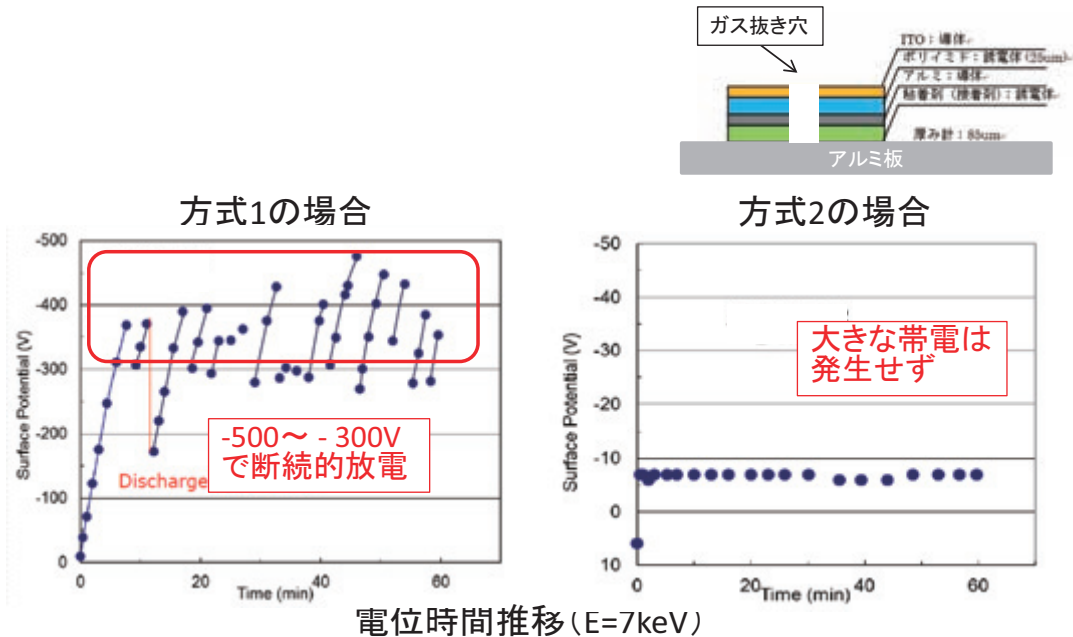 ガス抜き穴
ITO：導体
ポリイミド：誘電体(25um)
アルミ：導体
粘着剤（接着剤）：誘電体
厚み計：85um
アルミ板
方式1の場合
方式2の場合
-500
-400
-300
-200
-100
0
Surface Potential (V)
-500〜 - 300V
で断続的放電
Discharge
0
20
40
60
Time (min)
-50
-40
-30
-20
-10
0
10
Surface Potential (V)
大きな帯電は
発生せず
0
20
40
60
Time (min)
電位時間推移（E=7keV）